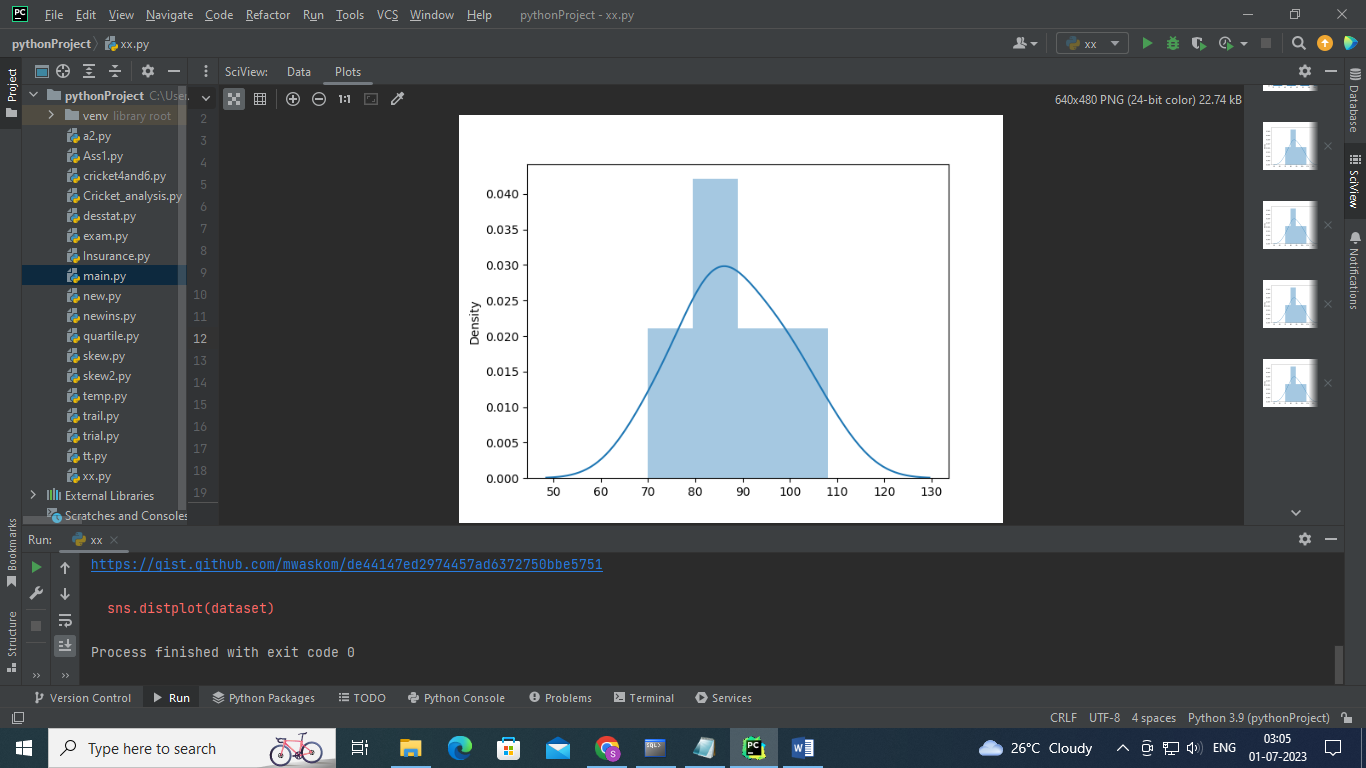 PC File Edit View Navigate Code Refactor Run Tools VCS Window Help pythonProject - xx.py
pythonProject xx.py xx
Project
SciView: Data Plots
pythonProject C:\User
venv library root
a2.py
Ass1.py
cricket4and6.py
Cricket_analysis.py
desstat.py
exam.py
Insurance.py
main.py
new.py
newins.py
quartile.py
skew.py
skew2.py
temp.py
trail.py
trial.py
tt.py
xx.py
External Libraries
Scratches and Consoles
2
3
4
5
6
7
8
9
10
11
12
13
14
15
16
17
18
19
1:1
640x480 PNG (24-bit color) 22.74 kB
Density
0.040
0.035
0.030
0.025
0.020
0.015
0.010
0.005
0.000
50 60 70 80 90 100 110 120 130
Database
SciView
Notifications
Bookmarks
Structure
Run: xx
https://gist.github.com/mwaskom/de44147ed2974457ad6372750bbe5751
sns.distplot(dataset)
Process finished with exit code 0
Version Control Run Python Packages TODO Python Console Problems Terminal Services
CRLF UTF-8 4 spaces Python 3.9 (pythonProject)
Type here to search
S
SQL
PC
W
26°C Cloudy
ENG
03:05
01-07-2023